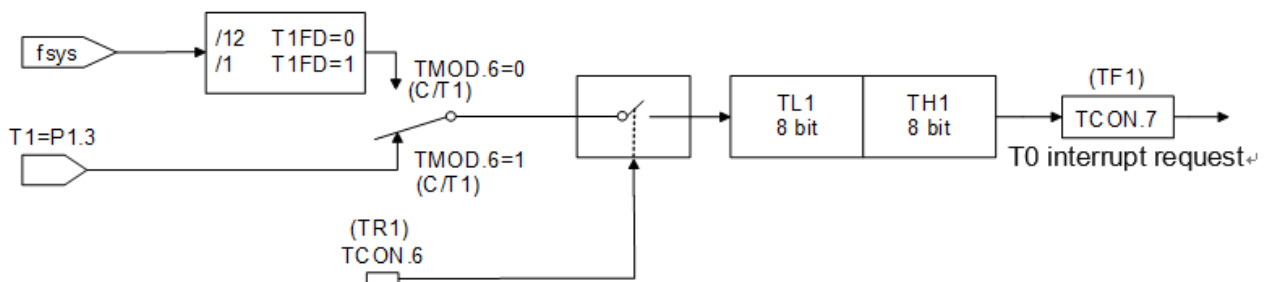 fsys
/12 T1FD=0
/1 T1FD=1
TMOD.6=0
(C/T1)
T1=P1.3
TMOD.6=1
(C/T1)
(TR1)
TCON.6
TL1
8 bit
TH1
8 bit
(TF1)
TCON.7
T0 interrupt request↵